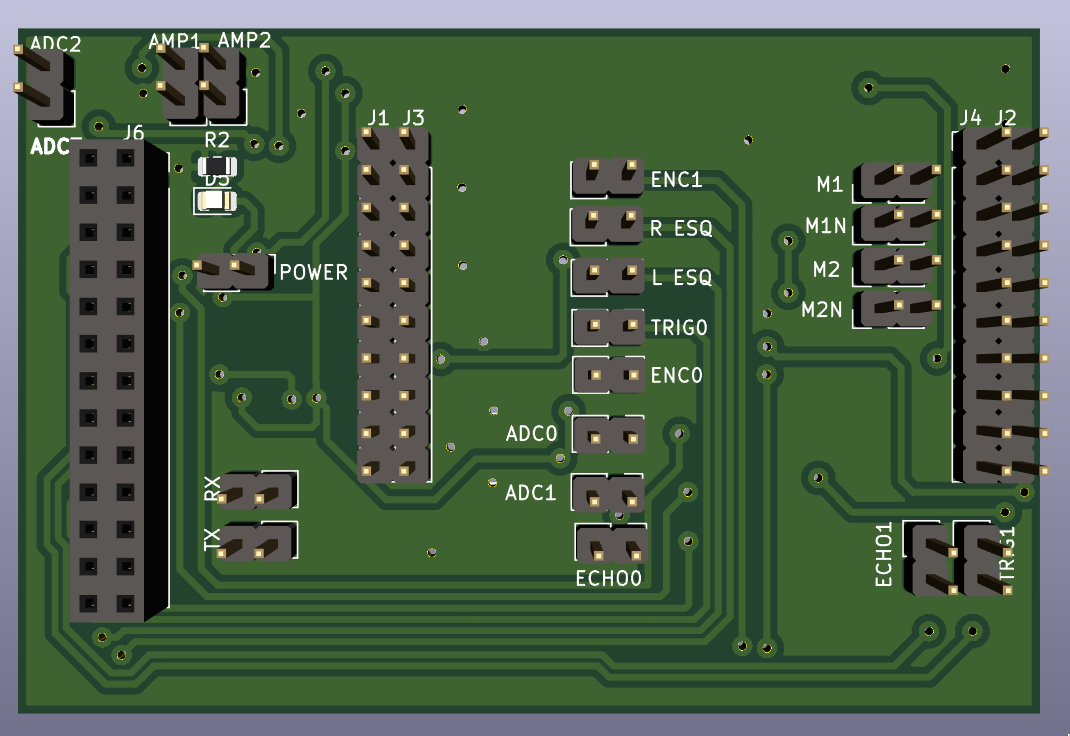 ADC2
AMP1 AMP2
J1 J3
J4 J2
ADC
J6
R2
D5
ENC1
M1
R ESQ
M1N
POWER
L ESQ
M2
M2N
TRIG0
ENC0
ADC0
RX
ADC1
TX
ECHO0
ECHO1
TRIG1